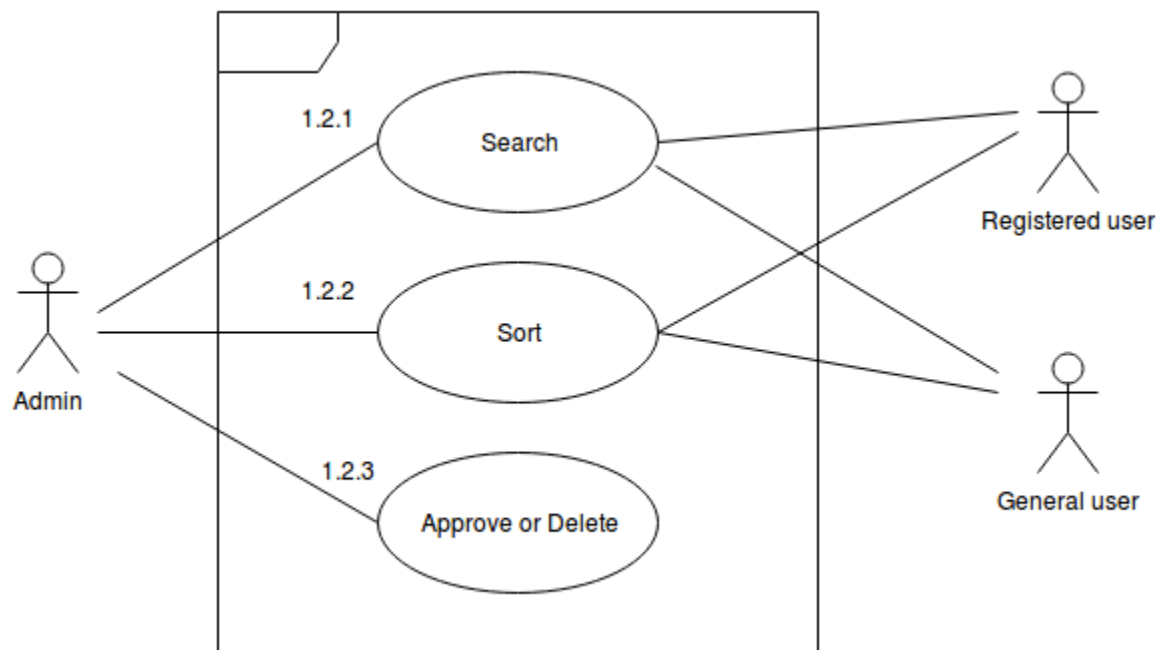 1.2.1
Search
Registered user
1.2.2
Sort
Admin
1.2.3
Approve or Delete
General user